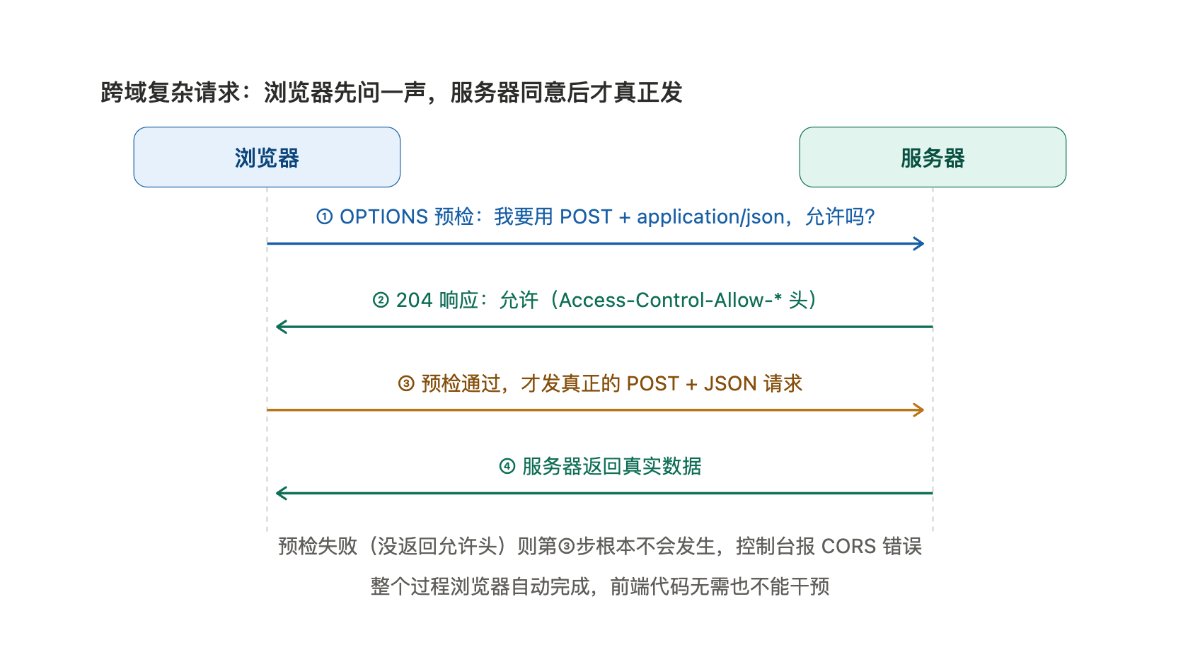 跨域复杂请求：浏览器先问一声，服务器同意后才真正发
浏览器
服务器
① OPTIONS 预检：我要用 POST + application/json，允许吗？
② 204 响应：允许（Access-Control-Allow-* 头）
③ 预检通过，才发真正的 POST + JSON 请求
④ 服务器返回真实数据
预检失败（没返回允许头）则第③步根本不会发生，控制台报 CORS 错误
整个过程浏览器自动完成，前端代码无需也不能干预